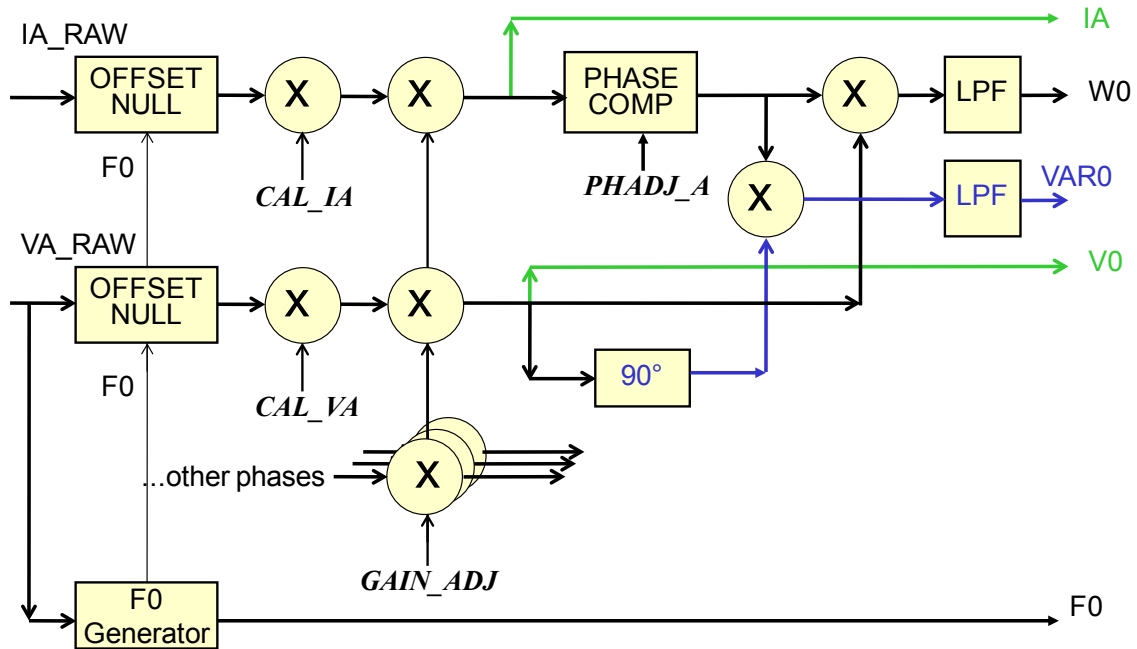 IA
IA_RAW
OFFSET
NULL
X
X
PHASE
COMP
X
LPF
W0
F0
CAL_IA
PHADJ_A
X
LPF
VAR0
VA_RAW
OFFSET
NULL
X
X
V0
F0
90°
CAL_VA
...other phases
X
GAIN_ADJ
F0
Generator
F0